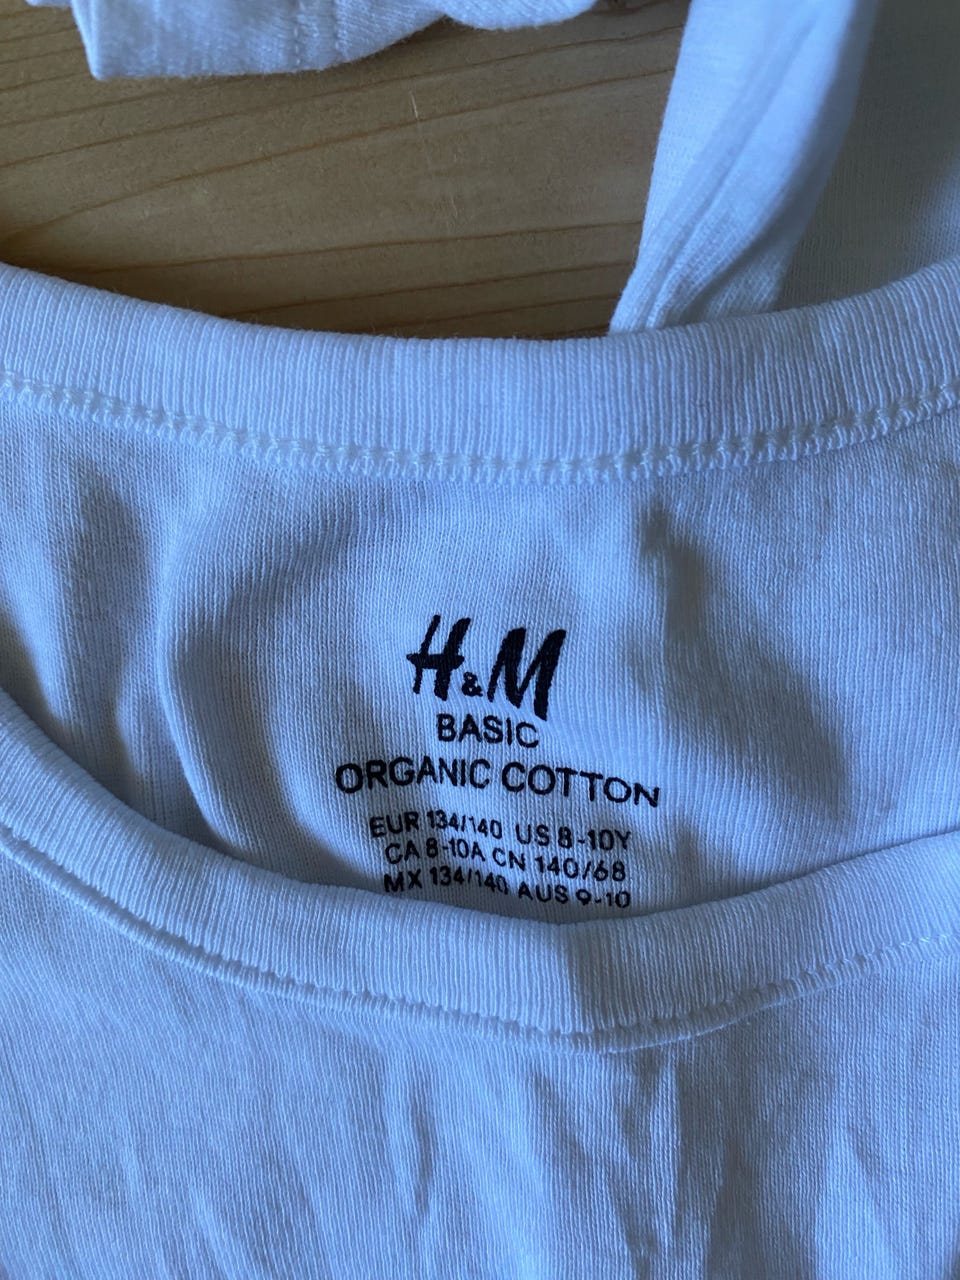 H&M
BASIC
ORGANIC COTTON
EUR 134/140 US 8-10Y
CA 8-10A CN 140/68
MX 134/140 AUS 9-10